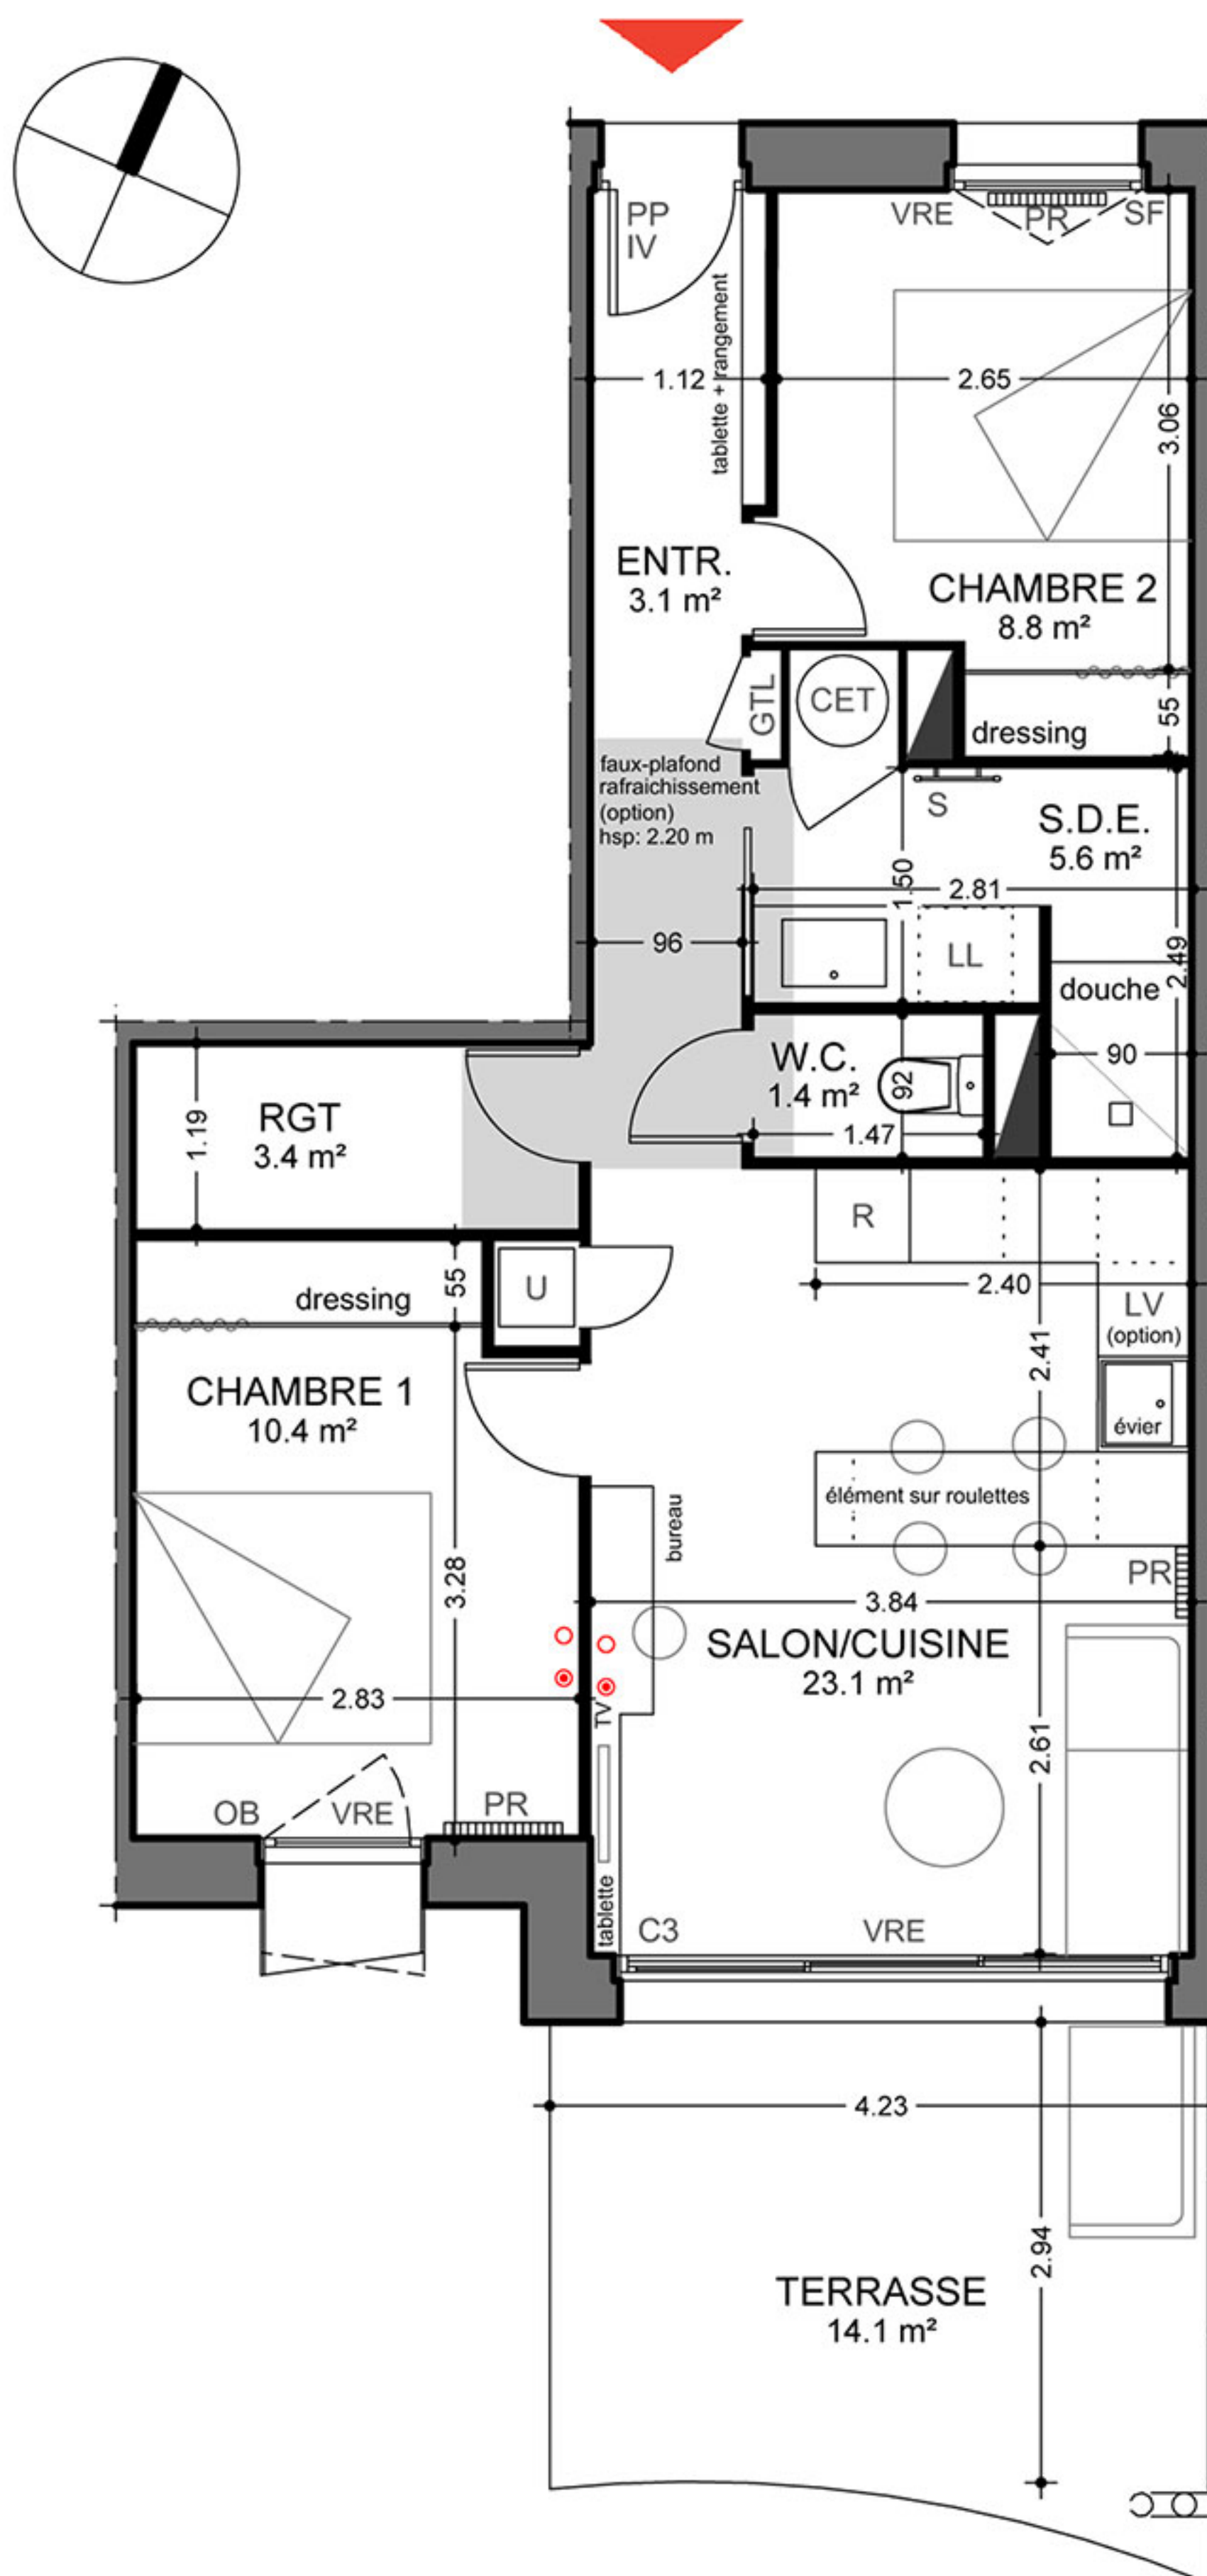 PP
IV
VRE
PR
SF
tablette + rangement
1.12
2.65
3.06
ENTR.
3.1 m²
CHAMBRE 2
8.8 m²
GTL
CET
55
dressing
faux-plafond
rafraichissement
(option)
hsp: 2.20 m
S
S.D.E.
5.6 m²
1.50
2.81
96
LL
2.49
douche
W.C.
1.4 m²
92
90
1.47
RGT
3.4 m²
1.19
R
2.40
U
55
dressing
LV
(option)
2.41
CHAMBRE 1
10.4 m²
évier
élément sur roulettes
bureau
3.28
PR
3.84
SALON/CUISINE
23.1 m²
2.83
TV
2.61
OB
VRE
PR
tablette
C3
VRE
4.23
2.94
TERRASSE
14.1 m²